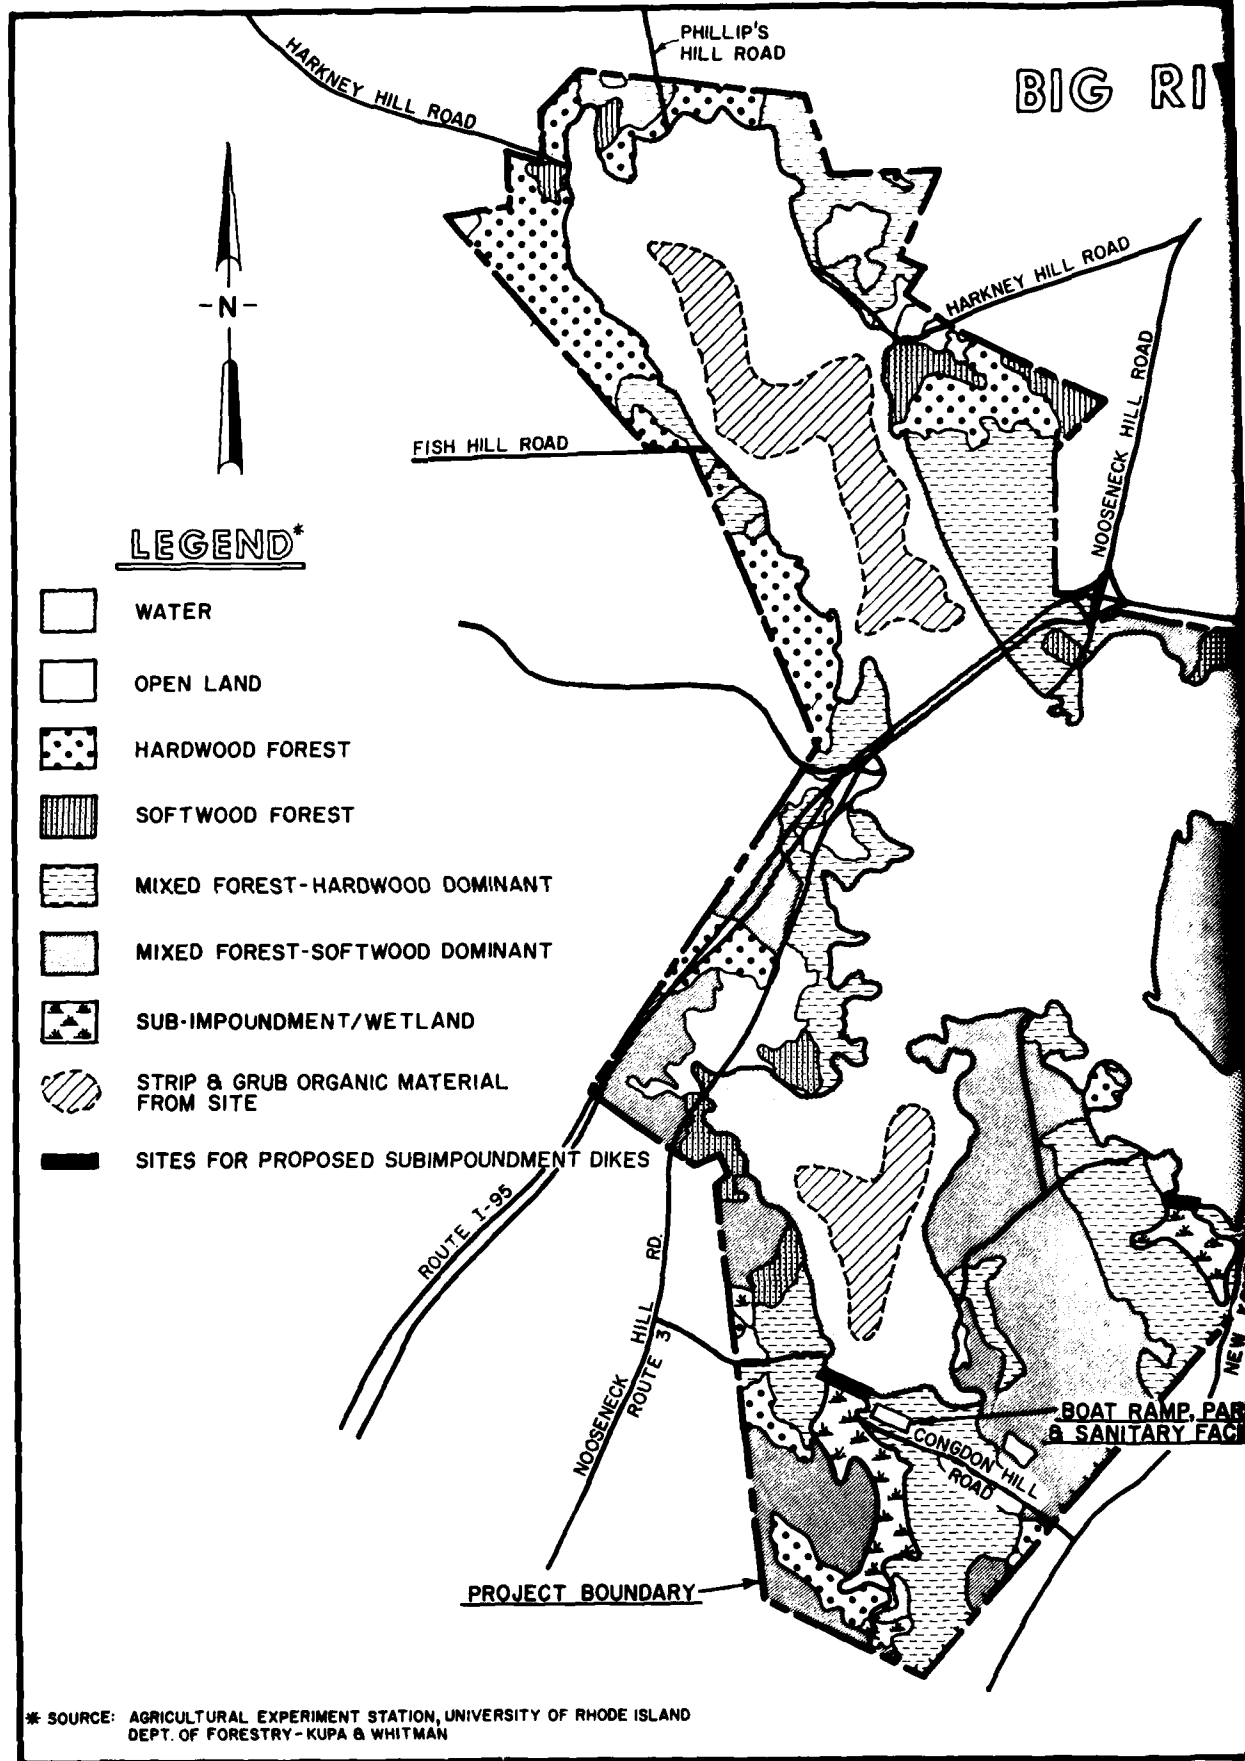 PHILLIP'S
HILL ROAD
HARKNEY HILL ROAD
BIG RI
-N-
HARKNEY HILL ROAD
NOOSENECK HILL ROAD
FISH HILL ROAD
LEGEND*
WATER
OPEN LAND
HARDWOOD FOREST
SOFTWOOD FOREST
MIXED FOREST-HARDWOOD DOMINANT
MIXED FOREST-SOFTWOOD DOMINANT
SUB-IMPOUNDMENT/WETLAND
STRIP & GRUB ORGANIC MATERIAL
FROM SITE
SITES FOR PROPOSED SUBIMPOUNDMENT DIKES
ROUTE I-95
NOOSENECK HILL RD.
ROUTE 3
NEW
BOAT RAMP, PAR
& SANITARY FACI
CONGDON HILL
ROAD
PROJECT BOUNDARY
* SOURCE: AGRICULTURAL EXPERIMENT STATION, UNIVERSITY OF RHODE ISLAND
DEPT. OF FORESTRY-KUPA & WHITMAN